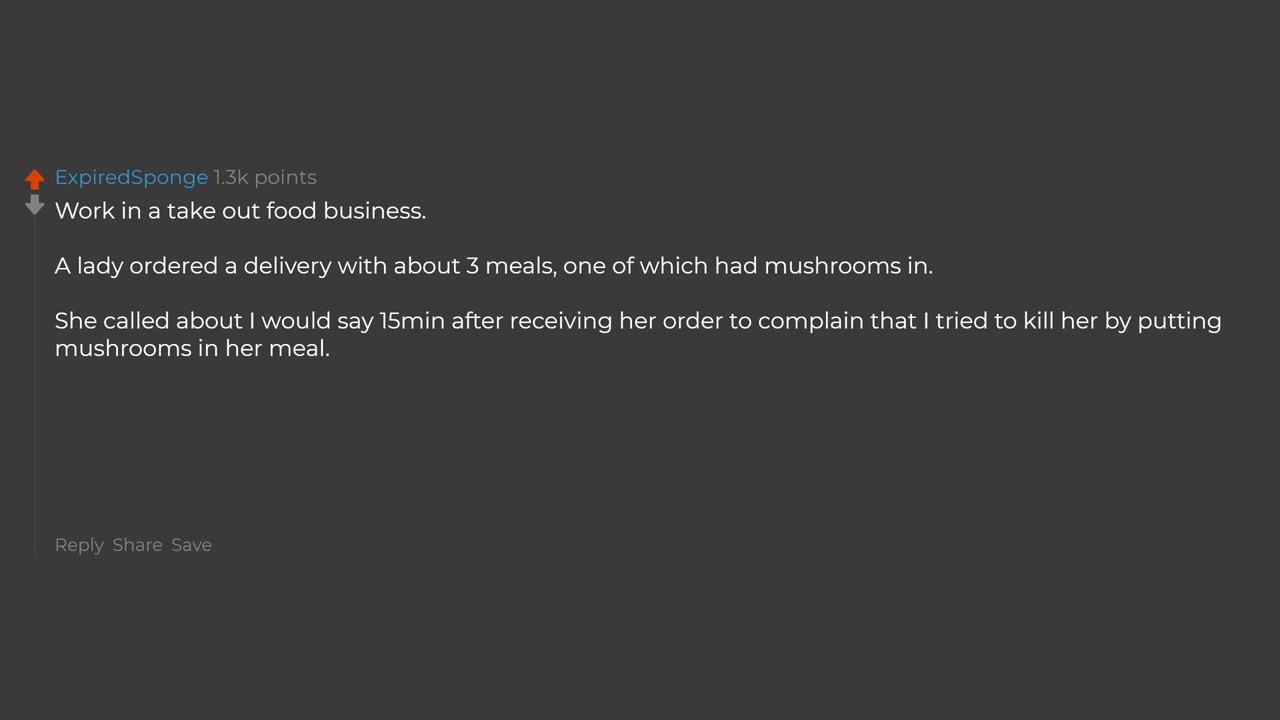 ExpiredSponge 1.3k points
Work in a take out food business.
A lady ordered a delivery with about 3 meals, one of which had mushrooms in.
She called about I would say 15min after receiving her order to complain that I tried to kill her by putting
mushrooms in her meal.
Reply Share Save